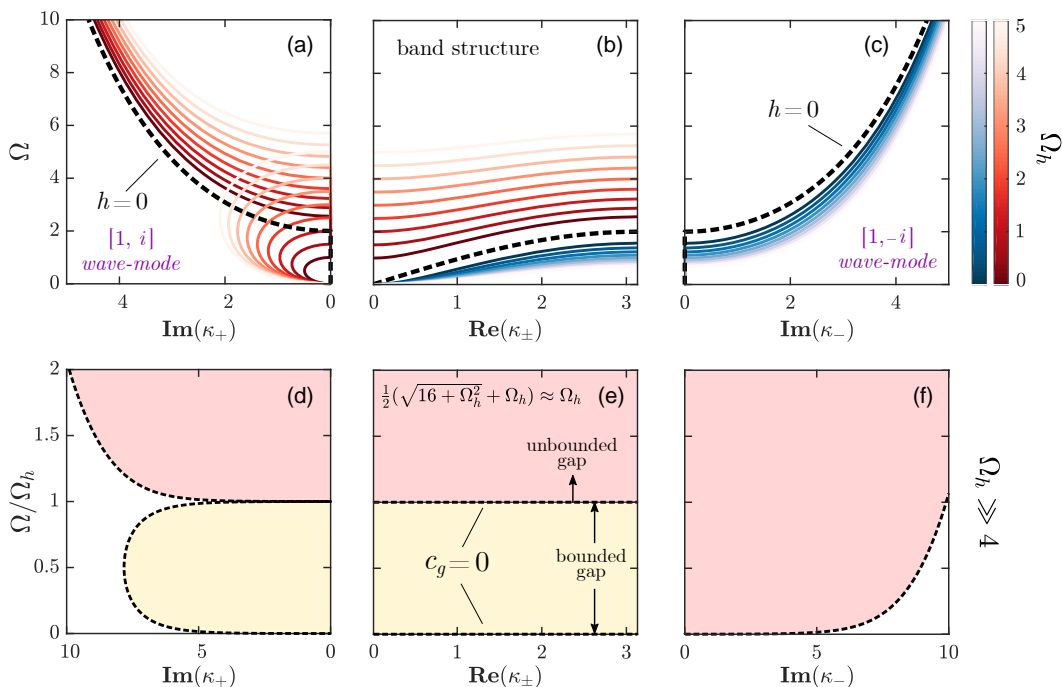 (a)
10
8
6
4
2
0
Ω
h = 0
[1, i]
wave-mode
4
2
0
Im(κ₊)
(b)
band structure
0
1
2
3
Re(κ±)
(c)
h = 0
[1, -i]
wave-mode
0
2
4
Im(κ₋)
5
4
3
2
1
0
Ωₕ
(d)
2
1.5
1
0.5
0
Ω/Ωₕ
10
5
0
Im(κ₊)
½(√(16 + Ωₕ²) + Ωₕ) ≈ Ωₕ
(e)
unbounded
gap
c_g = 0
bounded
gap
0
1
2
3
Re(κ±)
(f)
0
5
10
Im(κ₋)
Ωₕ ≫ 4